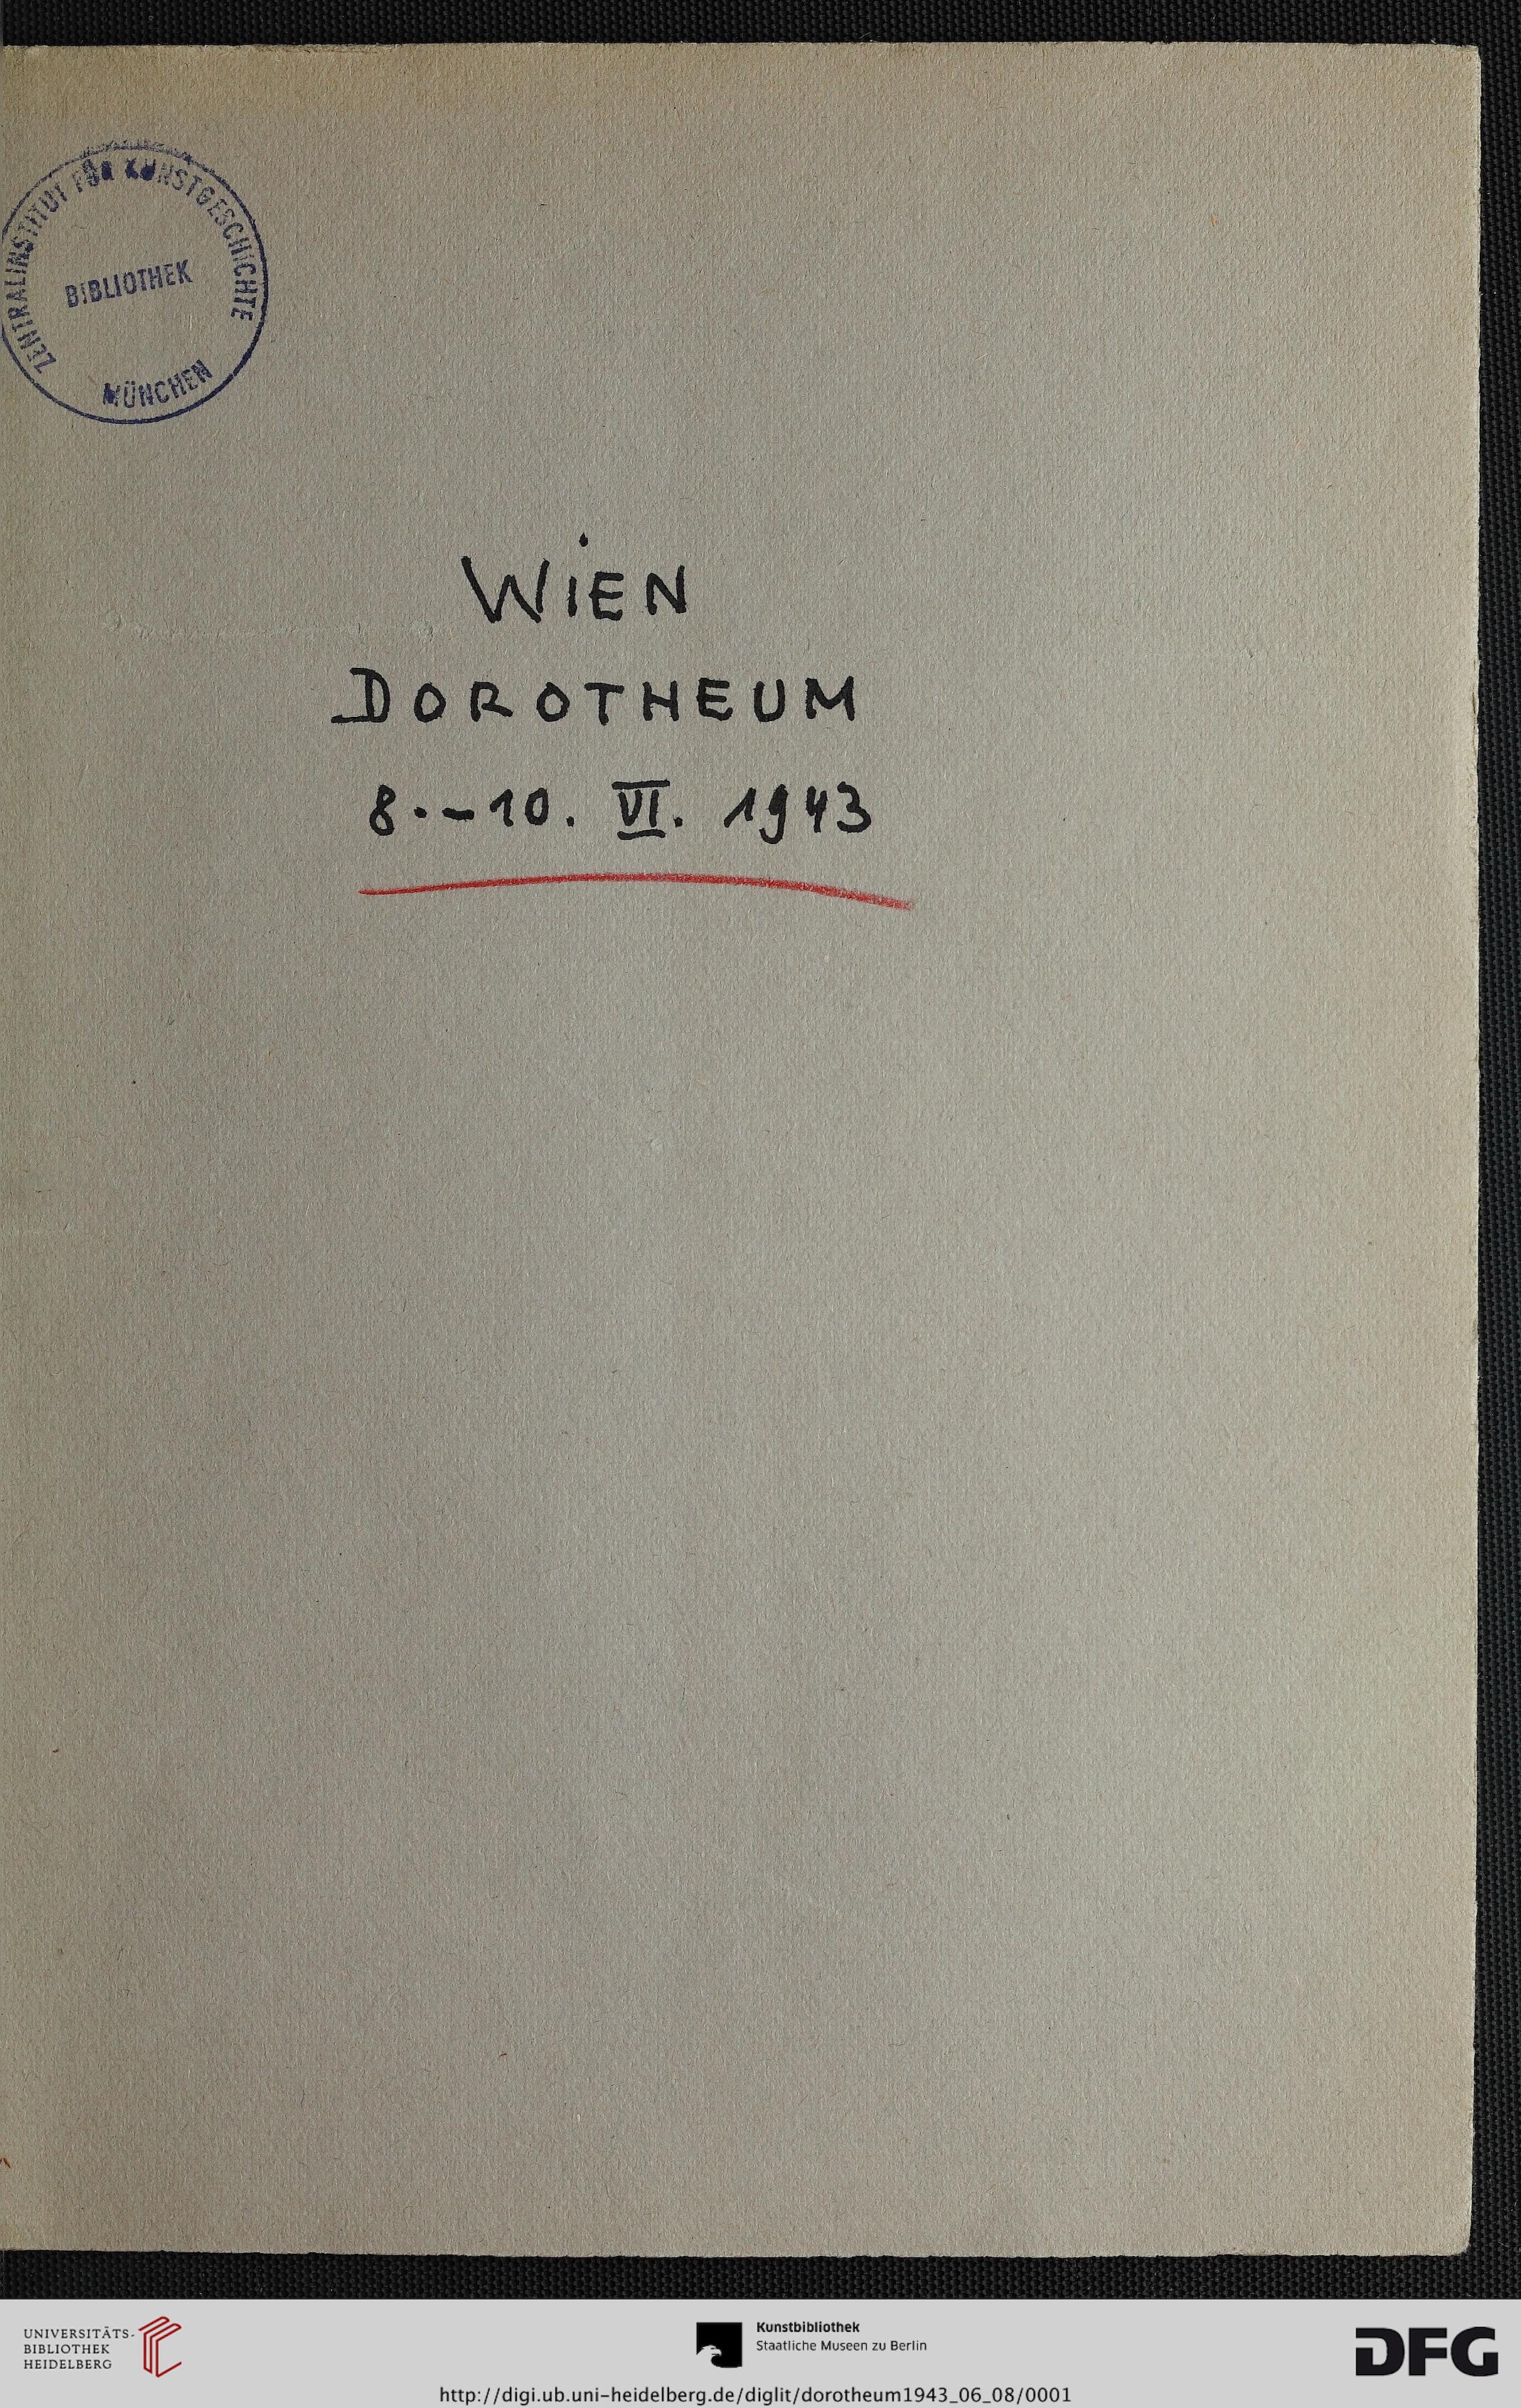 ZENTRALINSTITUT FÜR KUNSTGESCHICHTE
BIBLIOTHEK
MÜNCHEN
WiEN
DOROTHEUM
8.-10. VI. 1943
UNIVERSITÄTS-
BIBLIOTHEK
HEIDELBERG
Kunstbibliothek
Staatliche Museen zu Berlin
DFG
http://digi.ub.uni-heidelberg.de/diglit/dorotheum1943_06_08/0001